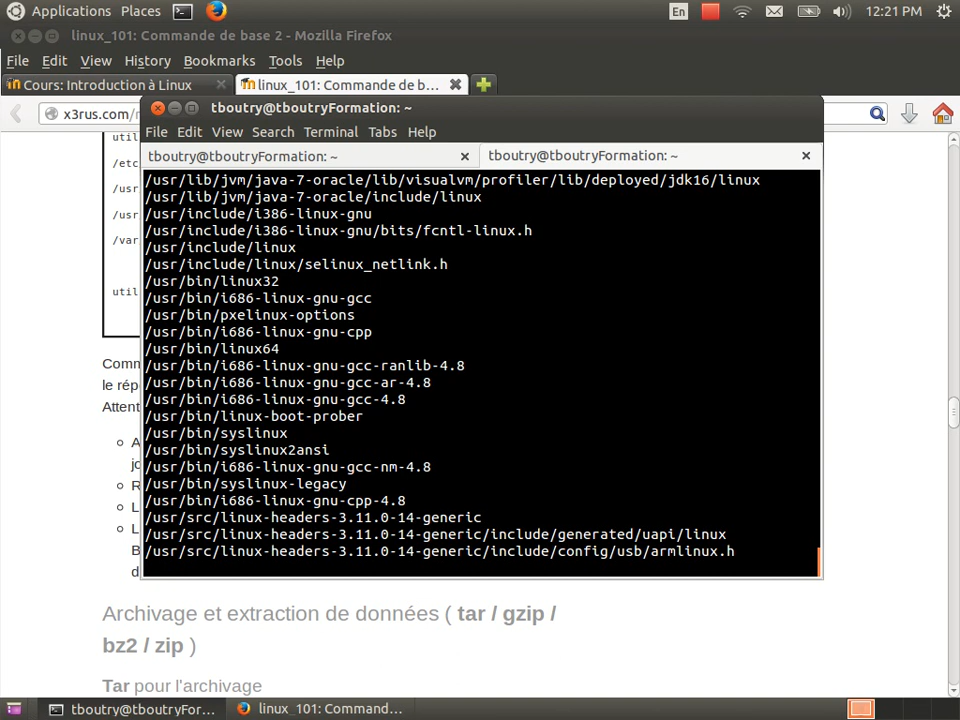 Applications Places En 12:21 PM
linux_101: Commande de base 2 - Mozilla Firefox
File Edit View History Bookmarks Tools Help
Cours: Introduction à Linux
linux_101: Commande de b...
x3rus.com/
tboutry@tboutryFormation: ~
File Edit View Search Terminal Tabs Help
tboutry@tboutryFormation: ~
tboutry@tboutryFormation: ~
util
/etc
/usr
/usr
/var
util
/usr/lib/jvm/java-7-oracle/lib/visualvm/profiler/lib/deployed/jdk16/linux
/usr/lib/jvm/java-7-oracle/include/linux
/usr/include/i386-linux-gnu
/usr/include/i386-linux-gnu/bits/fcntl-linux.h
/usr/include/linux
/usr/include/linux/selinux_netlink.h
/usr/bin/linux32
/usr/bin/i686-linux-gnu-gcc
/usr/bin/pxelinux-options
/usr/bin/i686-linux-gnu-cpp
/usr/bin/linux64
/usr/bin/i686-linux-gnu-gcc-ranlib-4.8
/usr/bin/i686-linux-gnu-gcc-ar-4.8
/usr/bin/i686-linux-gnu-gcc-4.8
/usr/bin/linux-boot-prober
/usr/bin/syslinux
/usr/bin/syslinux2ansi
/usr/bin/i686-linux-gnu-gcc-nm-4.8
/usr/bin/syslinux-legacy
/usr/bin/i686-linux-gnu-cpp-4.8
/usr/src/linux-headers-3.11.0-14-generic
/usr/src/linux-headers-3.11.0-14-generic/include/generated/uapi/linux
/usr/src/linux-headers-3.11.0-14-generic/include/config/usb/armlinux.h
Comm
le rép
Attent
A
jo
R
L
L
B
d
Archivage et extraction de données ( tar / gzip /
bz2 / zip )
Tar pour l'archivage
tboutry@tboutryFor...
linux_101: Command...